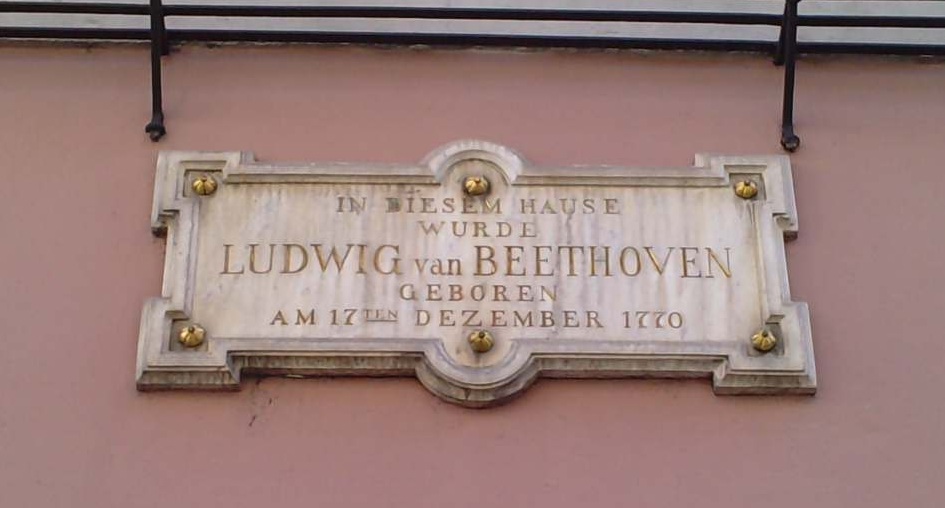 IN DIESEM HAUSE
WURDE
LUDWIG van BEETHOVEN
GEBOREN
AM 17TEN DEZEMBER 1770